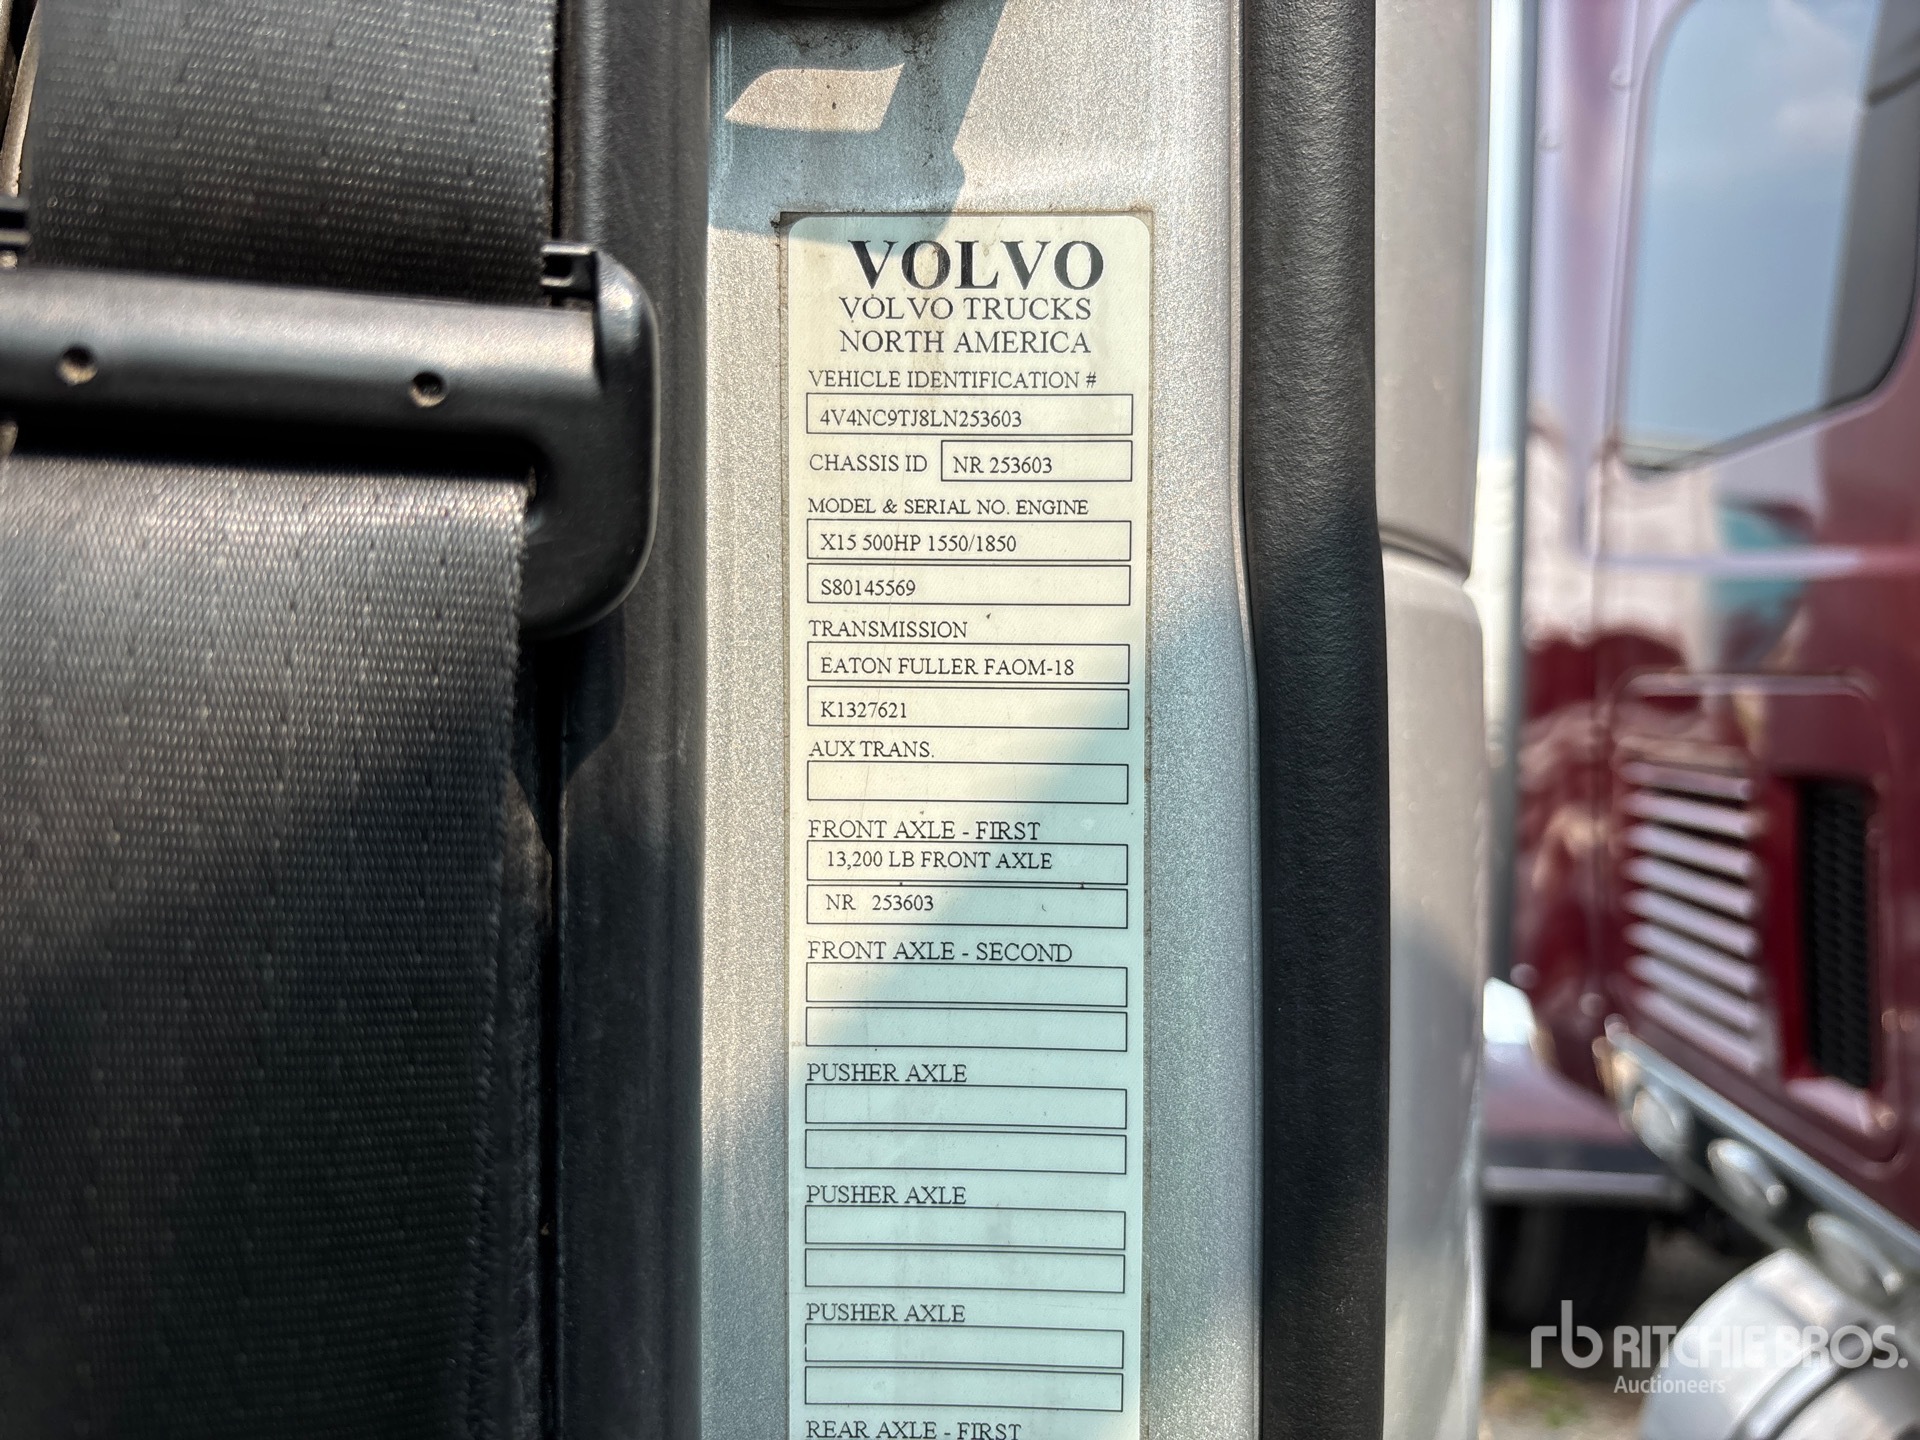 VOLVO
VOLVO TRUCKS
NORTH AMERICA
VEHICLE IDENTIFICATION #
4V4NC9TJ8LN253603
CHASSIS ID NR 253603
MODEL & SERIAL NO. ENGINE
X15 500HP 1550/1850
S80145569
TRANSMISSION
EATON FULLER FAOM-18
K1327621
AUX TRANS.
FRONT AXLE - FIRST
13,200 LB FRONT AXLE
NR 253603
FRONT AXLE - SECOND
PUSHER AXLE
PUSHER AXLE
PUSHER AXLE
REAR AXLE - FIRST
rb RITCHIE BROS.
Auctioneers